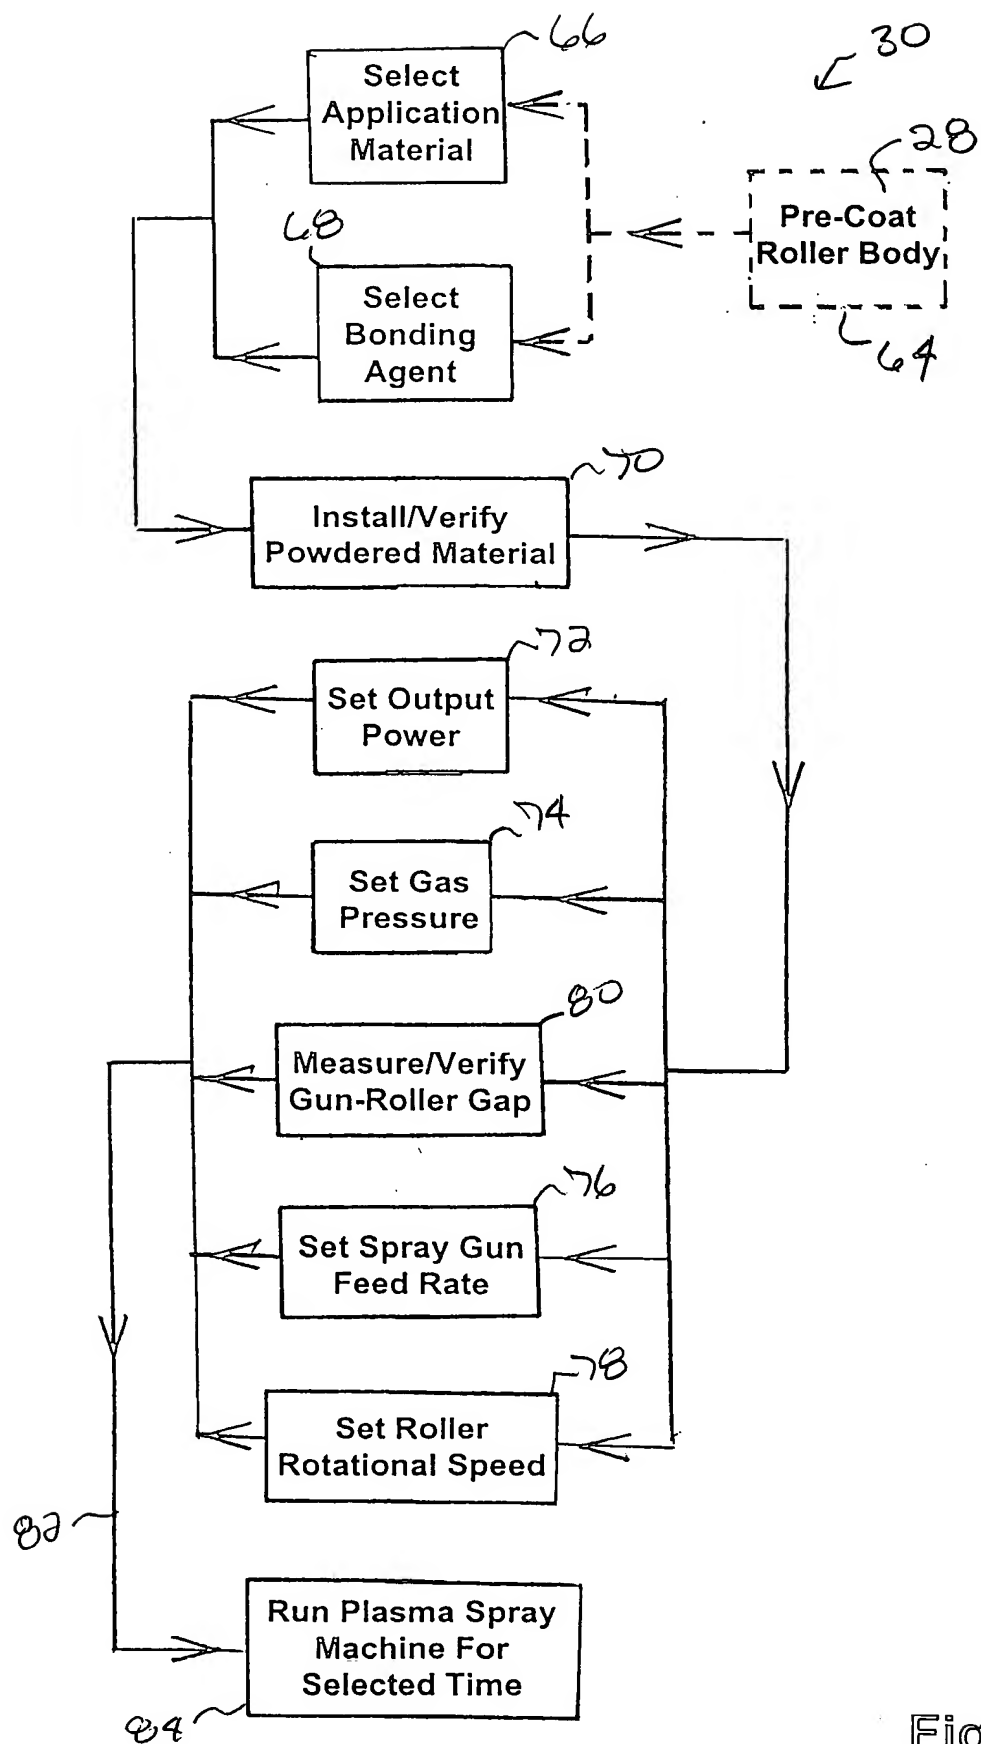 66
30
Select
Application
Material
28
Pre-Coat
Roller Body
64
68
Select
Bonding
Agent
70
Install/Verify
Powdered Material
72
Set Output
Power
74
Set Gas
Pressure
80
Measure/Verify
Gun-Roller Gap
76
Set Spray Gun
Feed Rate
78
Set Roller
Rotational Speed
82
Run Plasma Spray
Machine For
Selected Time
84
Fig